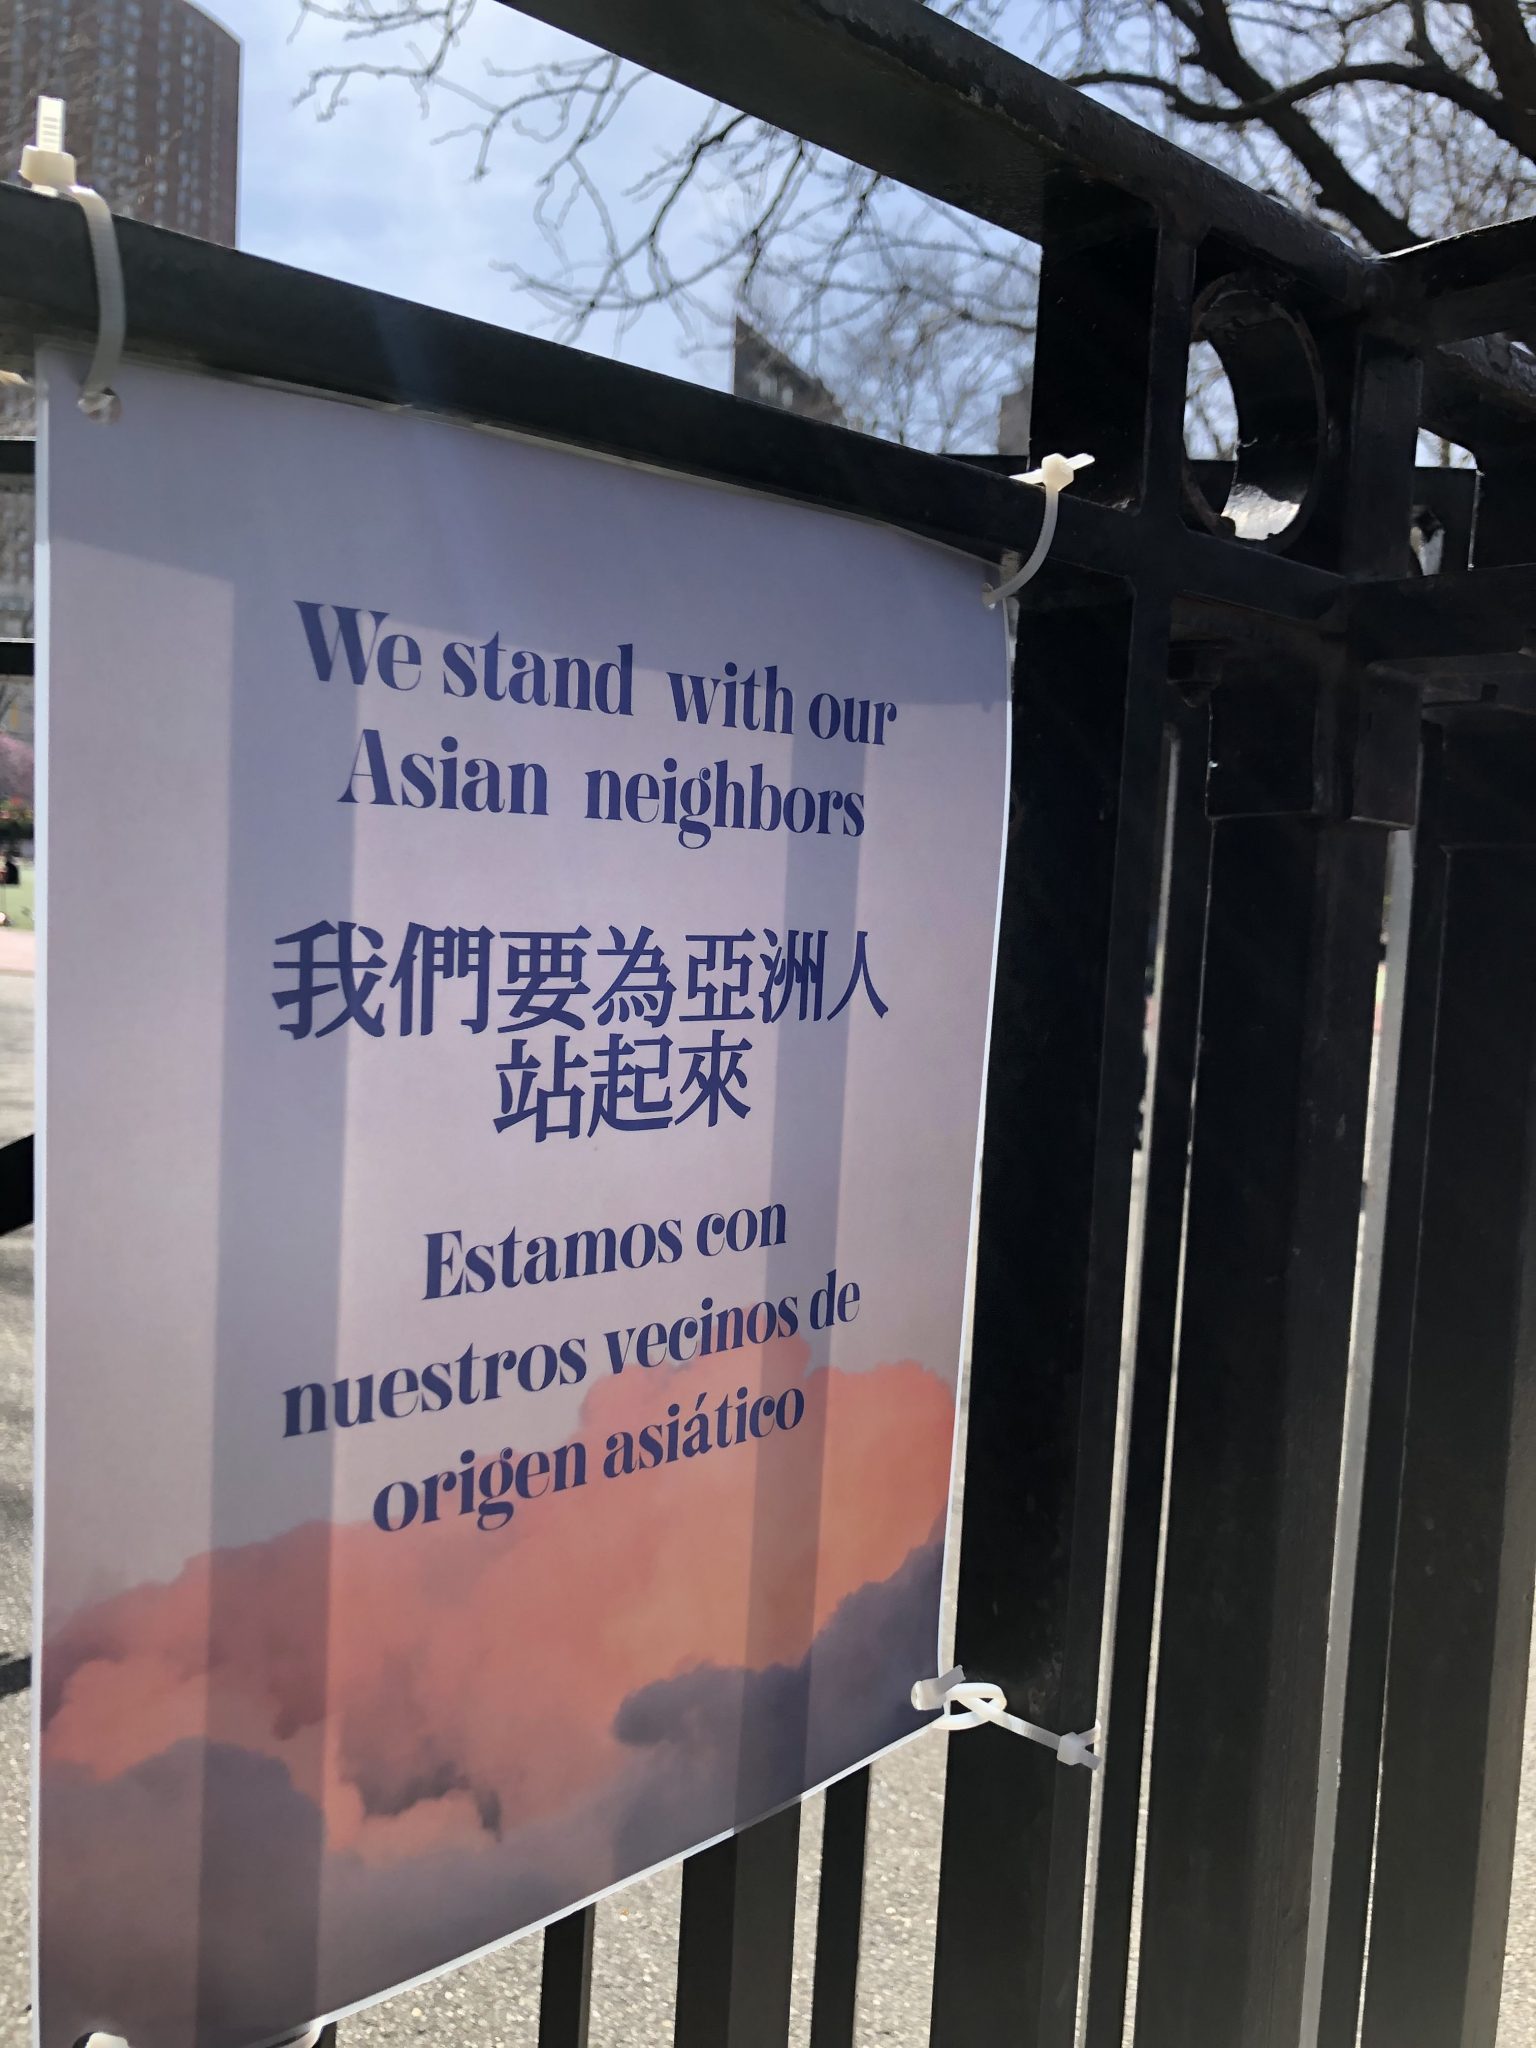 We stand with our
Asian neighbors
我們要為亞洲人
站起來
Estamos con
nuestros vecinos de
origen asiático